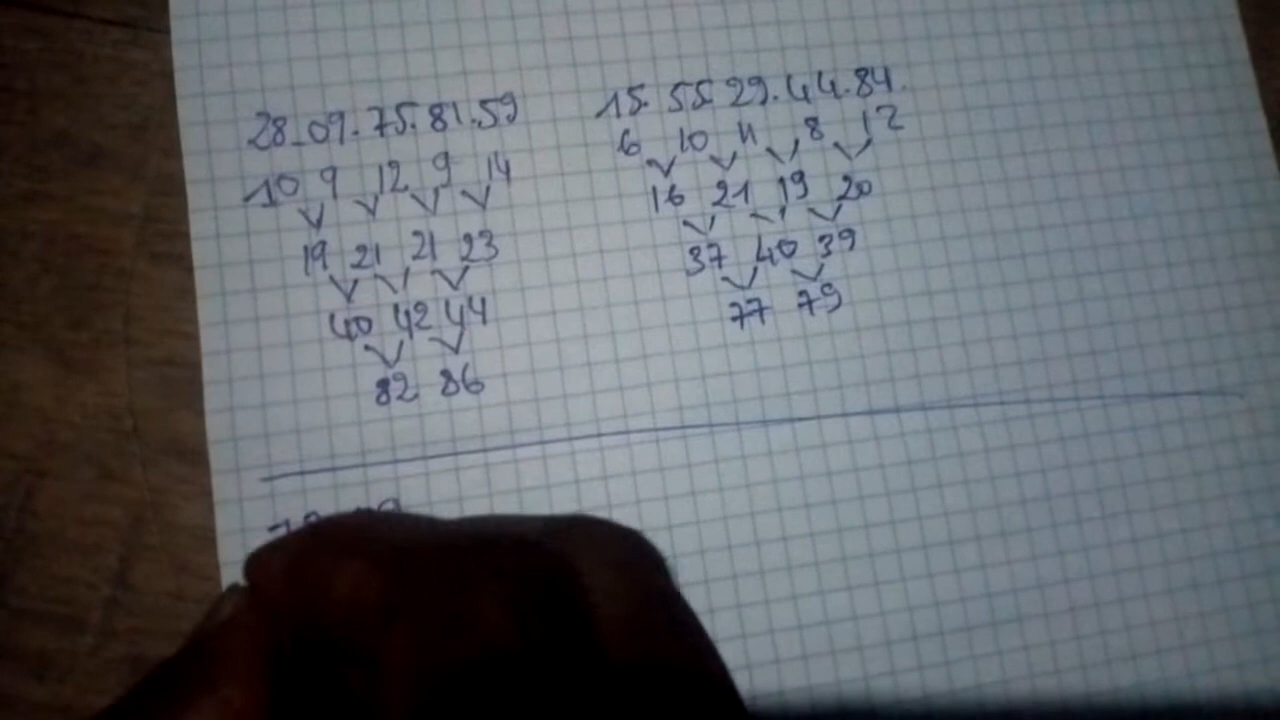 28-09-75.81.59
10 9 12 9 14
19 21 21 23
40 42 44
82 86
15.55.29.44.84.
6 10 11 8 12
16 21 19 20
37 40 39
77 79